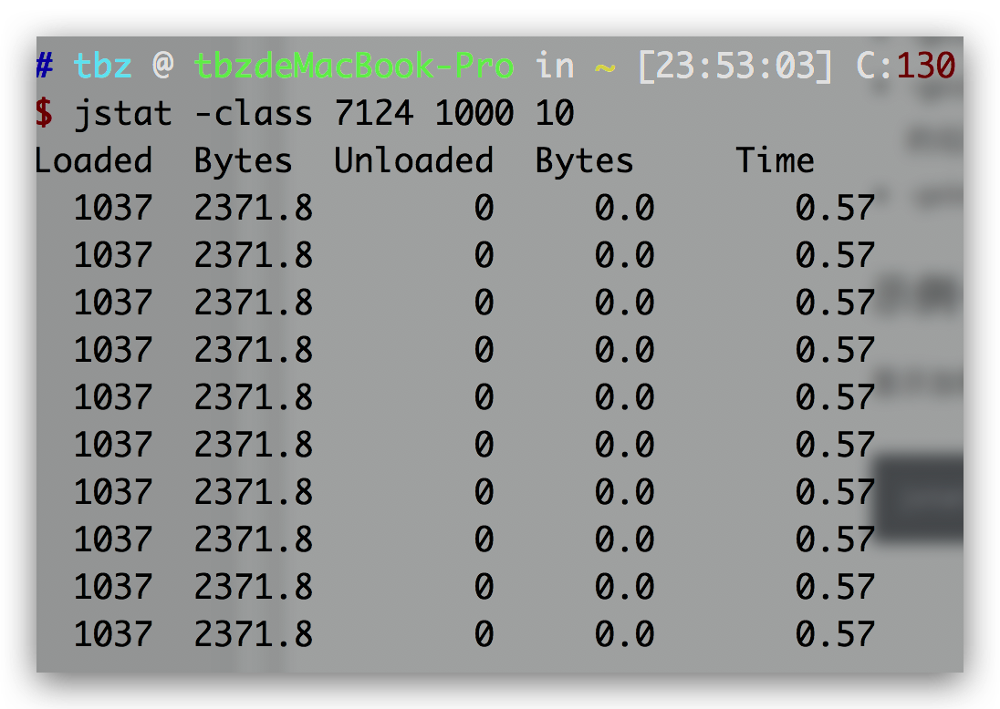 # tbz @ tbzdeMacBook-Pro in ~ [23:53:03] C:130
$ jstat -class 7124 1000 10
Loaded  Bytes  Unloaded  Bytes     Time
  1037  2371.8        0     0.0       0.57
  1037  2371.8        0     0.0       0.57
  1037  2371.8        0     0.0       0.57
  1037  2371.8        0     0.0       0.57
  1037  2371.8        0     0.0       0.57
  1037  2371.8        0     0.0       0.57
  1037  2371.8        0     0.0       0.57
  1037  2371.8        0     0.0       0.57
  1037  2371.8        0     0.0       0.57
  1037  2371.8        0     0.0       0.57